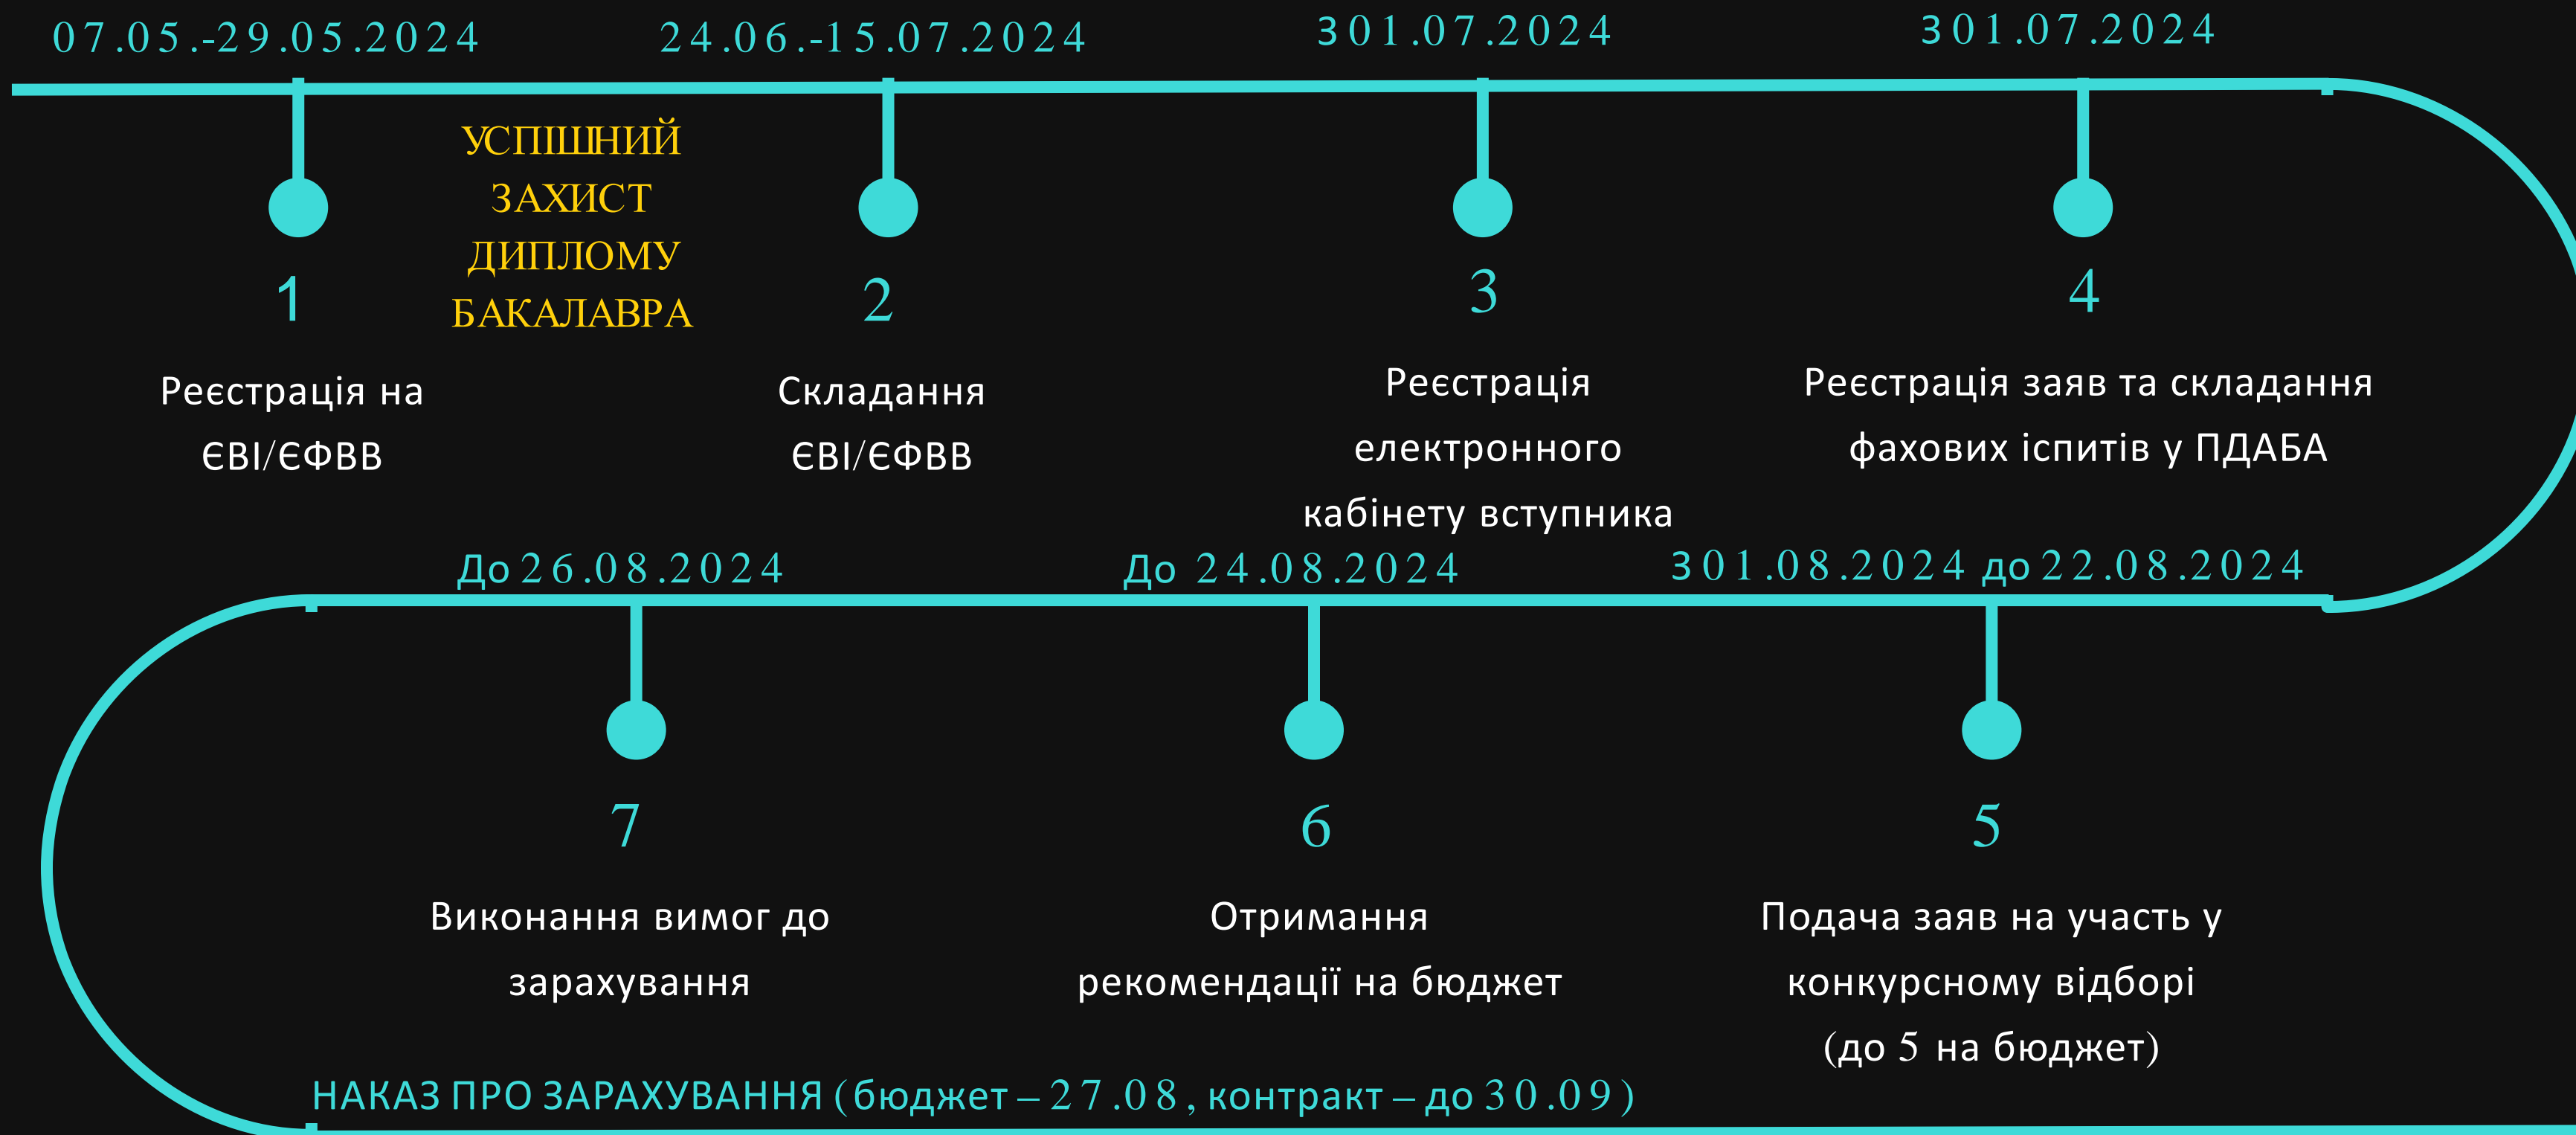 07.05.-29.05.2024
24.06.-15.07.2024
З 01.07.2024
З 01.07.2024
УСПІШНИЙ
ЗАХИСТ
ДИПЛОМУ
БАКАЛАВРА
1
Реєстрація на
ЄВІ/ЄФВВ
2
Складання
ЄВІ/ЄФВВ
3
Реєстрація
електронного
кабінету вступника
4
Реєстрація заяв та складання
фахових іспитів у ПДАБА
З 01.08.2024 до 22.08.2024
5
Подача заяв на участь у
конкурсному відборі
(до 5 на бюджет)
До 24.08.2024
6
Отримання
рекомендації на бюджет
До 26.08.2024
7
Виконання вимог до
зарахування
НАКАЗ ПРО ЗАРАХУВАННЯ (бюджет – 27.08, контракт – до 30.09)